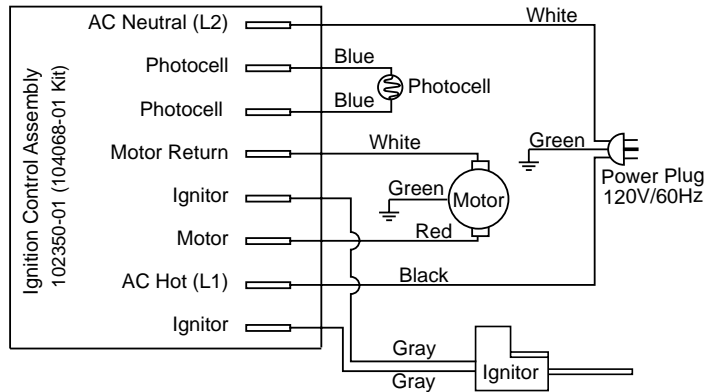 Ignition Control Assembly
102350-01 (104068-01 Kit)
AC Neutral (L2)
Photocell
Photocell
Motor Return
Ignitor
Motor
AC Hot (L1)
Ignitor
White
Blue
Blue
Photocell
White
Green
Motor
Red
Green
Power Plug
120V/60Hz
Black
Gray
Gray
Ignitor